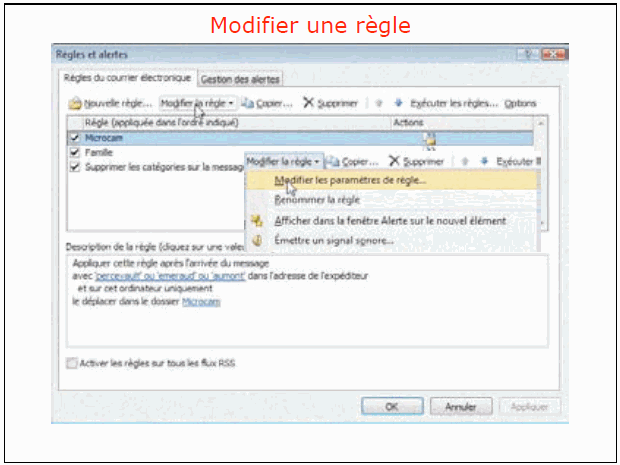 Modifier une règle
Règles et alertes
Règles du courrier électronique Gestion des alertes
Nouvelle règle... Modifier la règle Copier... Supprimer Exécuter les règles... Options
Règle (appliquée dans l'ordre indiqué) Actions
Microcam
Famille
Supprimer les catégories sur la messag
Modifier la règle Copier... Supprimer Exécuter
Modifier les paramètres de règle...
Renommer la règle
Afficher dans la fenêtre Alerte sur le nouvel élément
Émettre un signal sonore...
Description de la règle (cliquez sur une vale
Appliquer cette règle après l'arrivée du message
avec 'percevault' ou 'emeraud' ou 'aumont' dans l'adresse de l'expéditeur
et sur cet ordinateur uniquement
le déplacer dans le dossier Microcam
Activer les règles sur tous les flux RSS
OK Annuler Appliquer